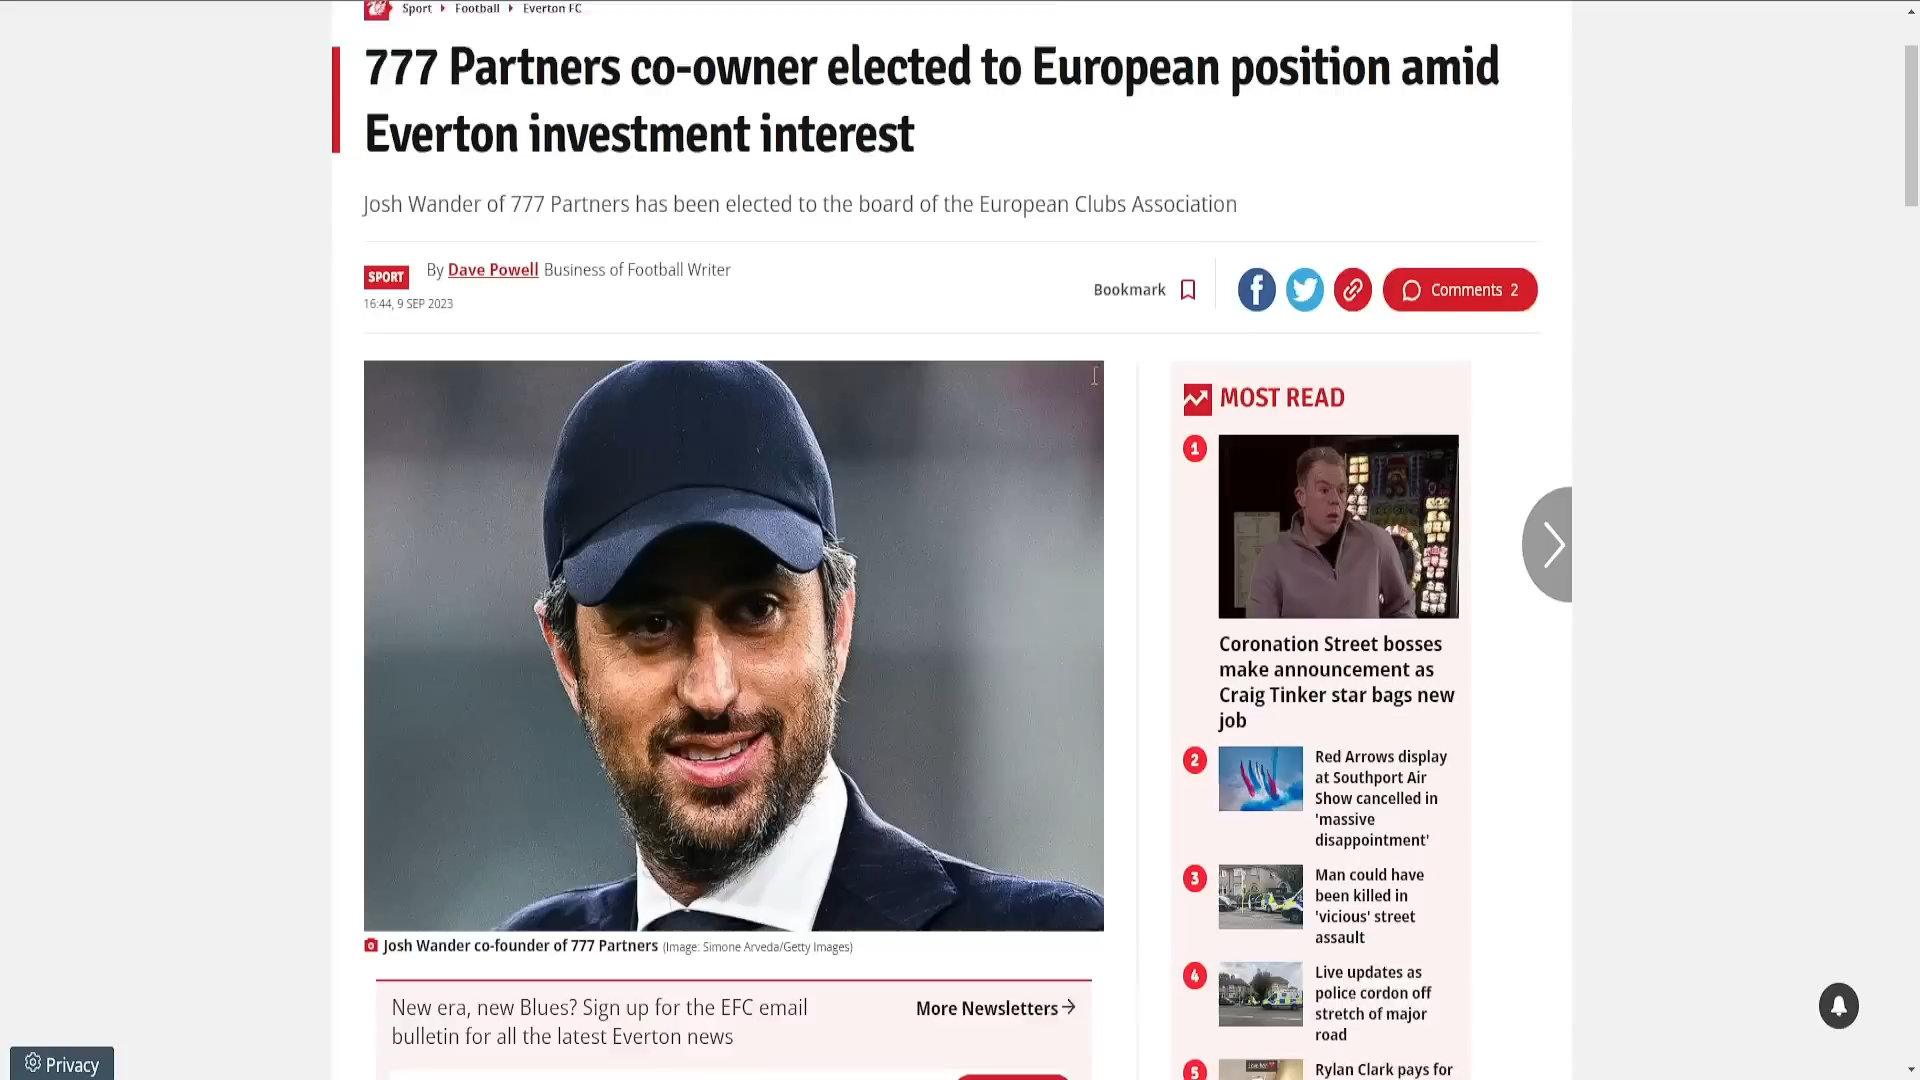 Sport Football Everton FC
777 Partners co-owner elected to European position amid
Everton investment interest
Josh Wander of 777 Partners has been elected to the board of the European Clubs Association
SPORT
By Dave Powell Business of Football Writer
16:44, 9 SEP 2023
Bookmark
Comments 2
Josh Wander co-founder of 777 Partners (Image: Simone Arveda/Getty Images)
New era, new Blues? Sign up for the EFC email
bulletin for all the latest Everton news
More Newsletters
MOST READ
1
Coronation Street bosses
make announcement as
Craig Tinker star bags new
job
2
Red Arrows display
at Southport Air
Show cancelled in
'massive
disappointment'
3
Man could have
been killed in
'vicious' street
assault
4
Live updates as
police cordon off
stretch of major
road
5
Rylan Clark pays for
Privacy